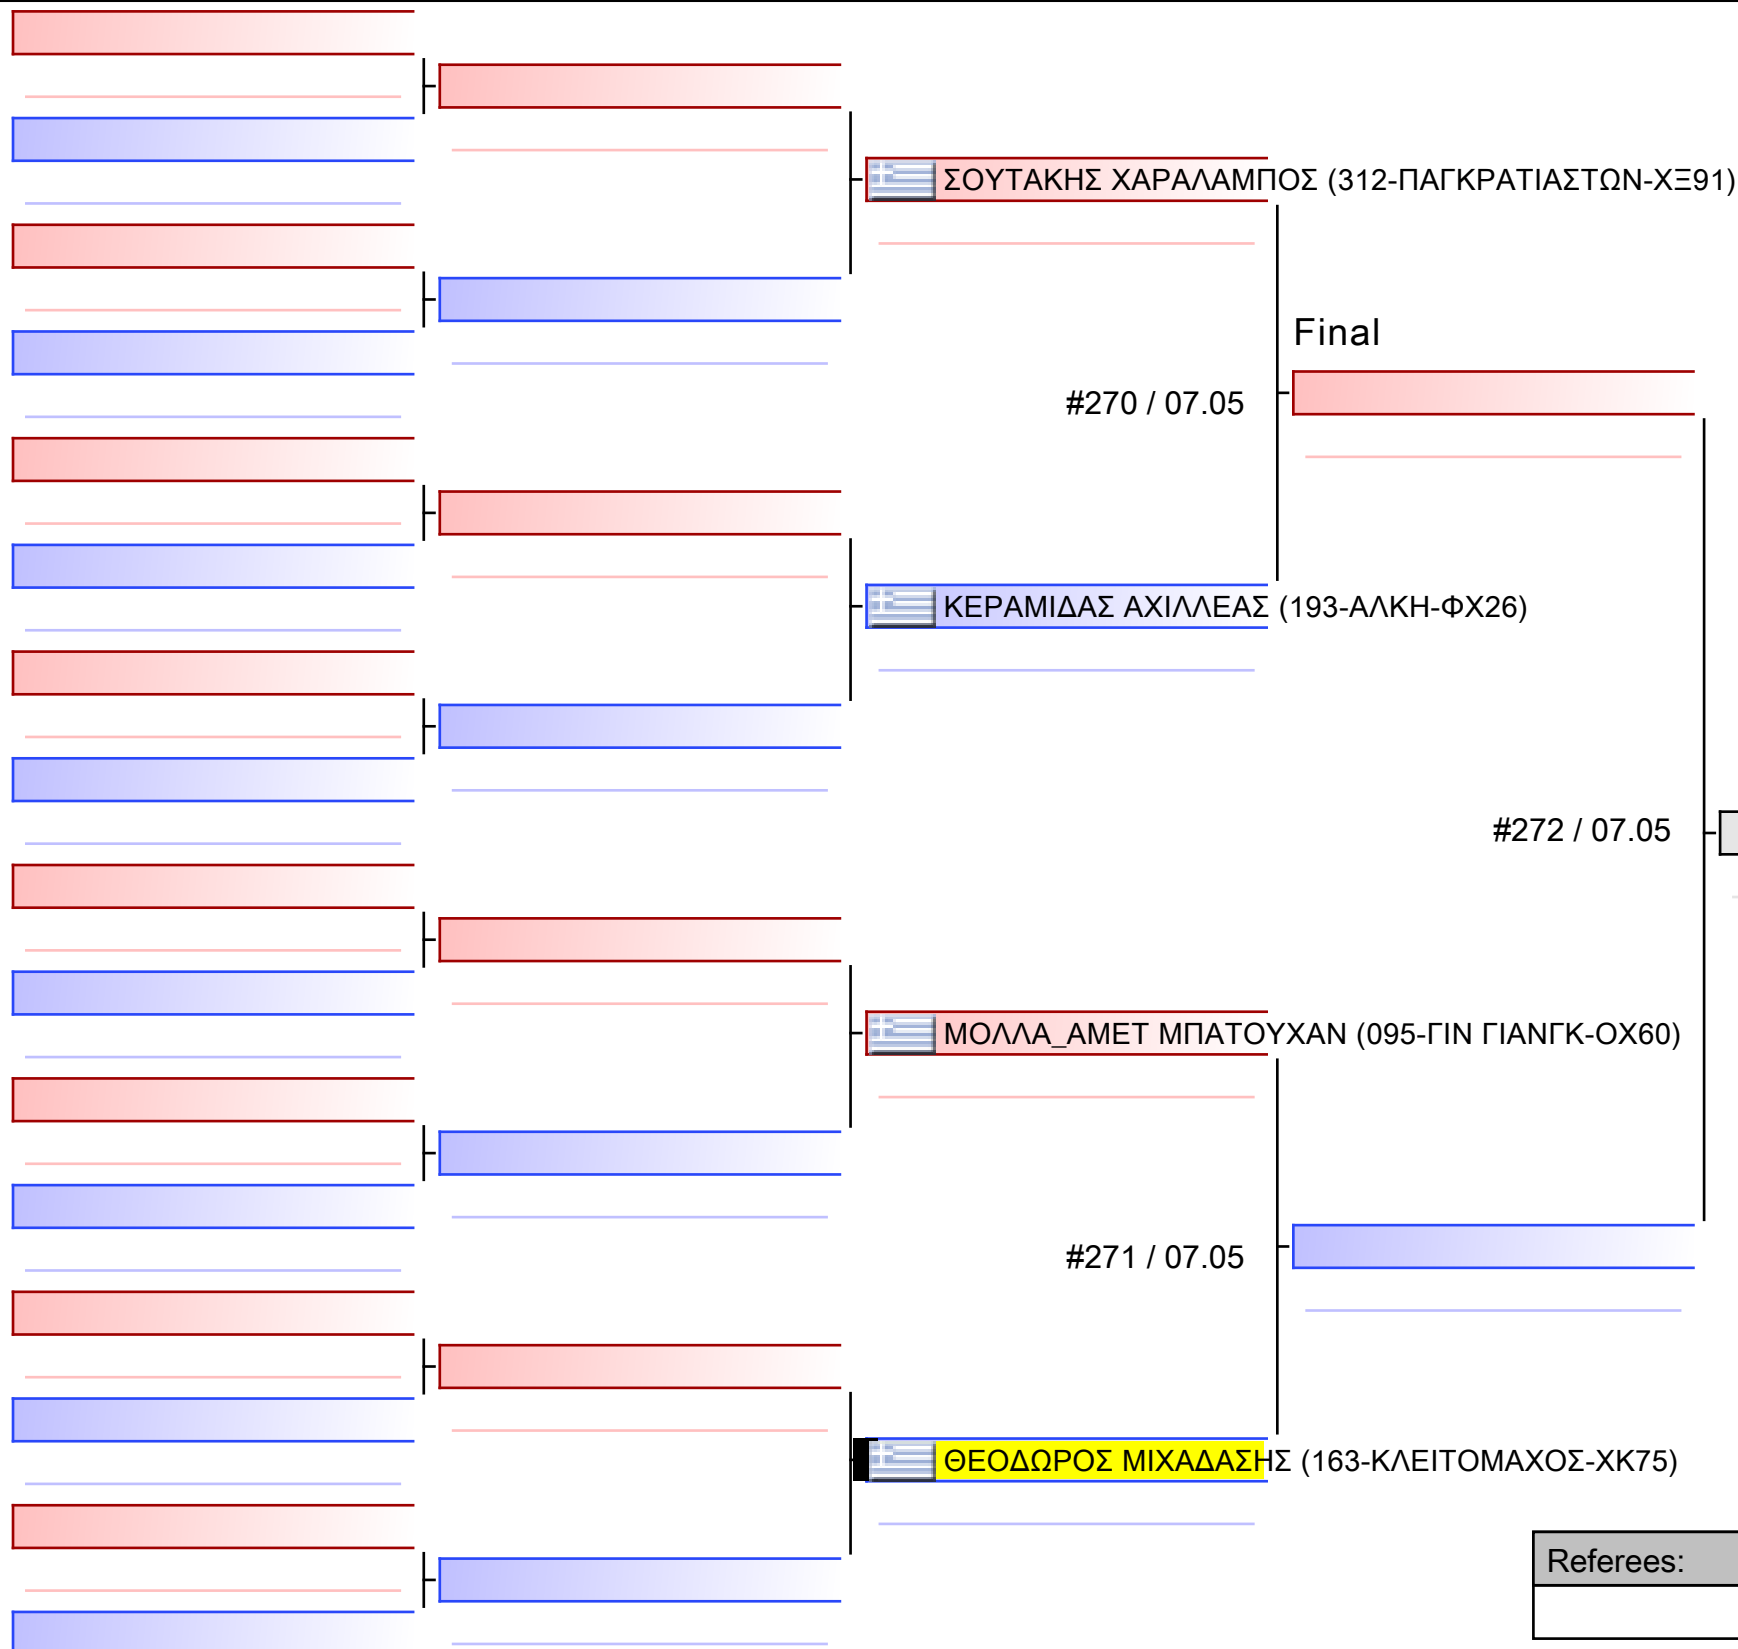 ΣΟΥΤΑΚΗΣ ΧΑΡΑΛΑΜΠΟΣ (312-ΠΑΓΚΡΑΤΙΑΣΤΩΝ-ΧΞ91)
Final
#270 / 07.05
ΚΕΡΑΜΙΔΑΣ ΑΧΙΛΛΕΑΣ (193-ΑΛΚΗ-ΦΧ26)
#272 / 07.05
ΜΟΛΛΑ_ΑΜΕΤ ΜΠΑΤΟΥΧΑΝ (095-ΓΙΝ ΓΙΑΝΓΚ-ΟΧ60)
#271 / 07.05
ΘΕΟΔΩΡΟΣ ΜΙΧΑΔΑΣΗΣ (163-ΚΛΕΙΤΟΜΑΧΟΣ-ΧΚ75)
Referees: